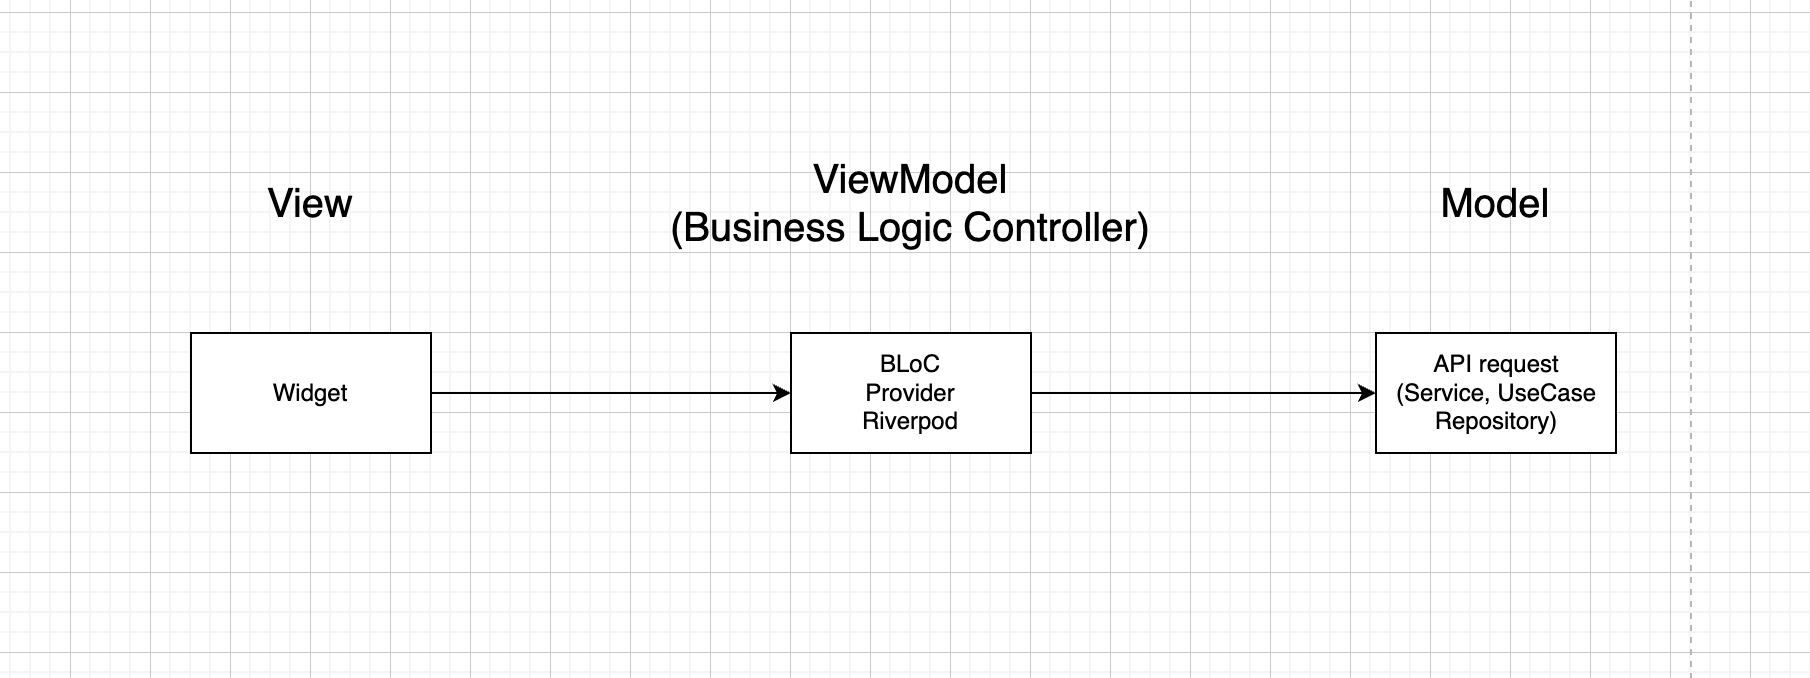 View
ViewModel
(Business Logic Controller)
Model
Widget
BLoC
Provider
Riverpod
API request
(Service, UseCase
Repository)